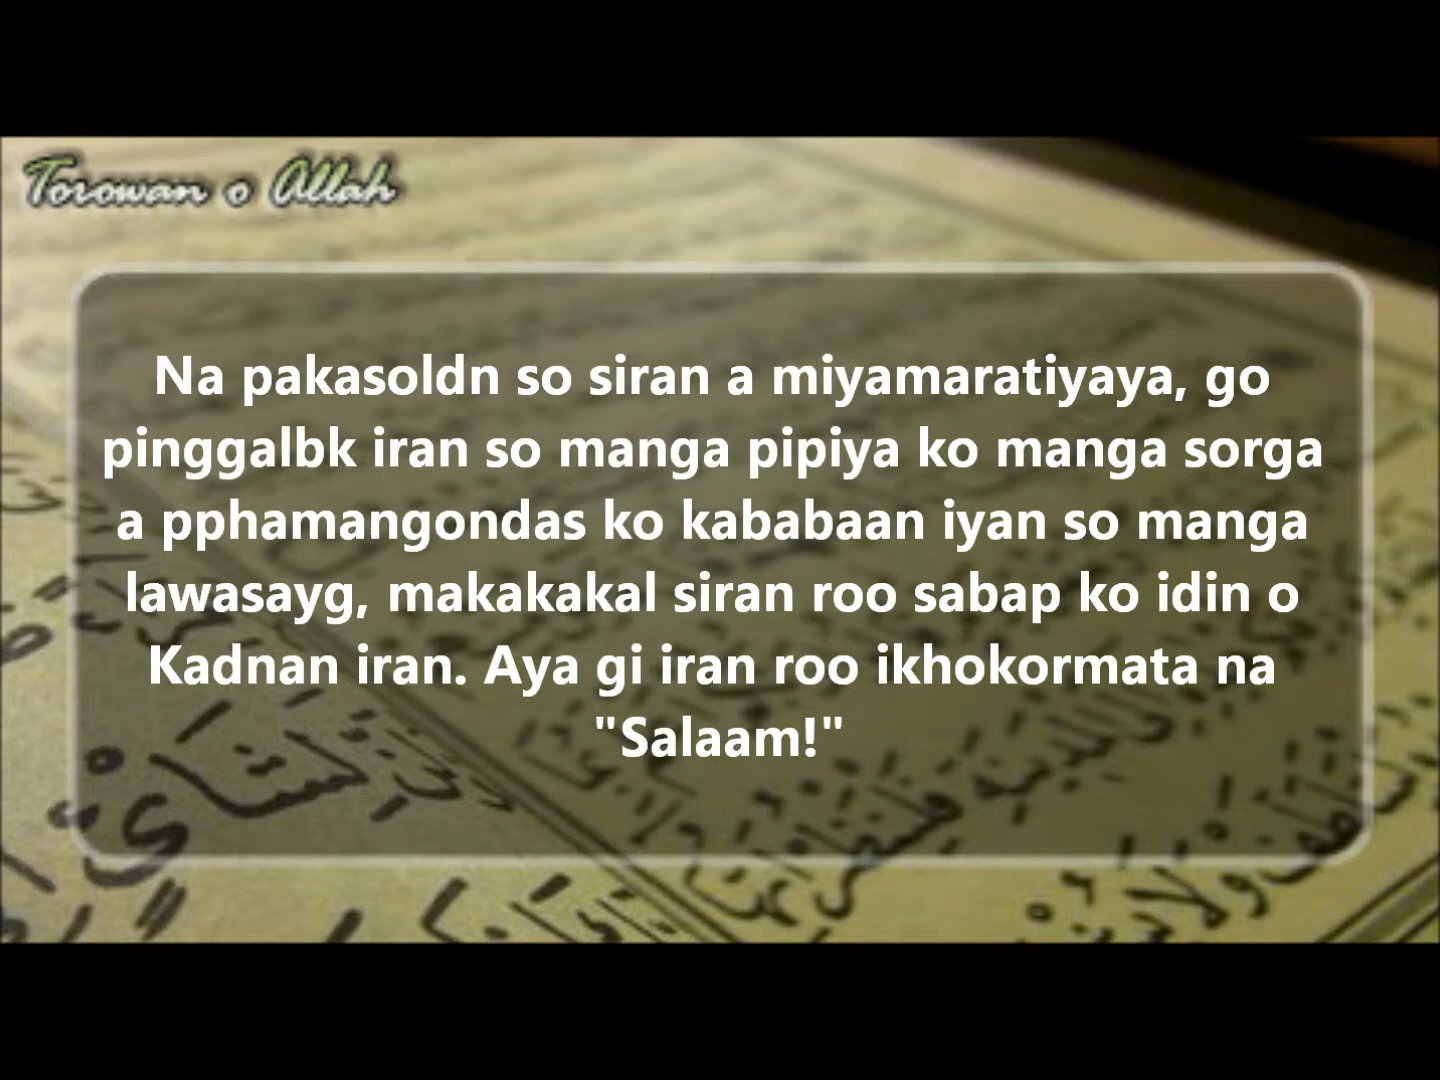 Torowan o Allah
Na pakasoldn so siran a miyamaratiyaya, go
pinggalbk iran so manga pipiya ko manga sorga
a pphamangondas ko kababaan iyan so manga
lawasayg, makakakal siran roo sabap ko idin o
Kadnan iran. Aya gi iran roo ikhokormata na
"Salaam!"